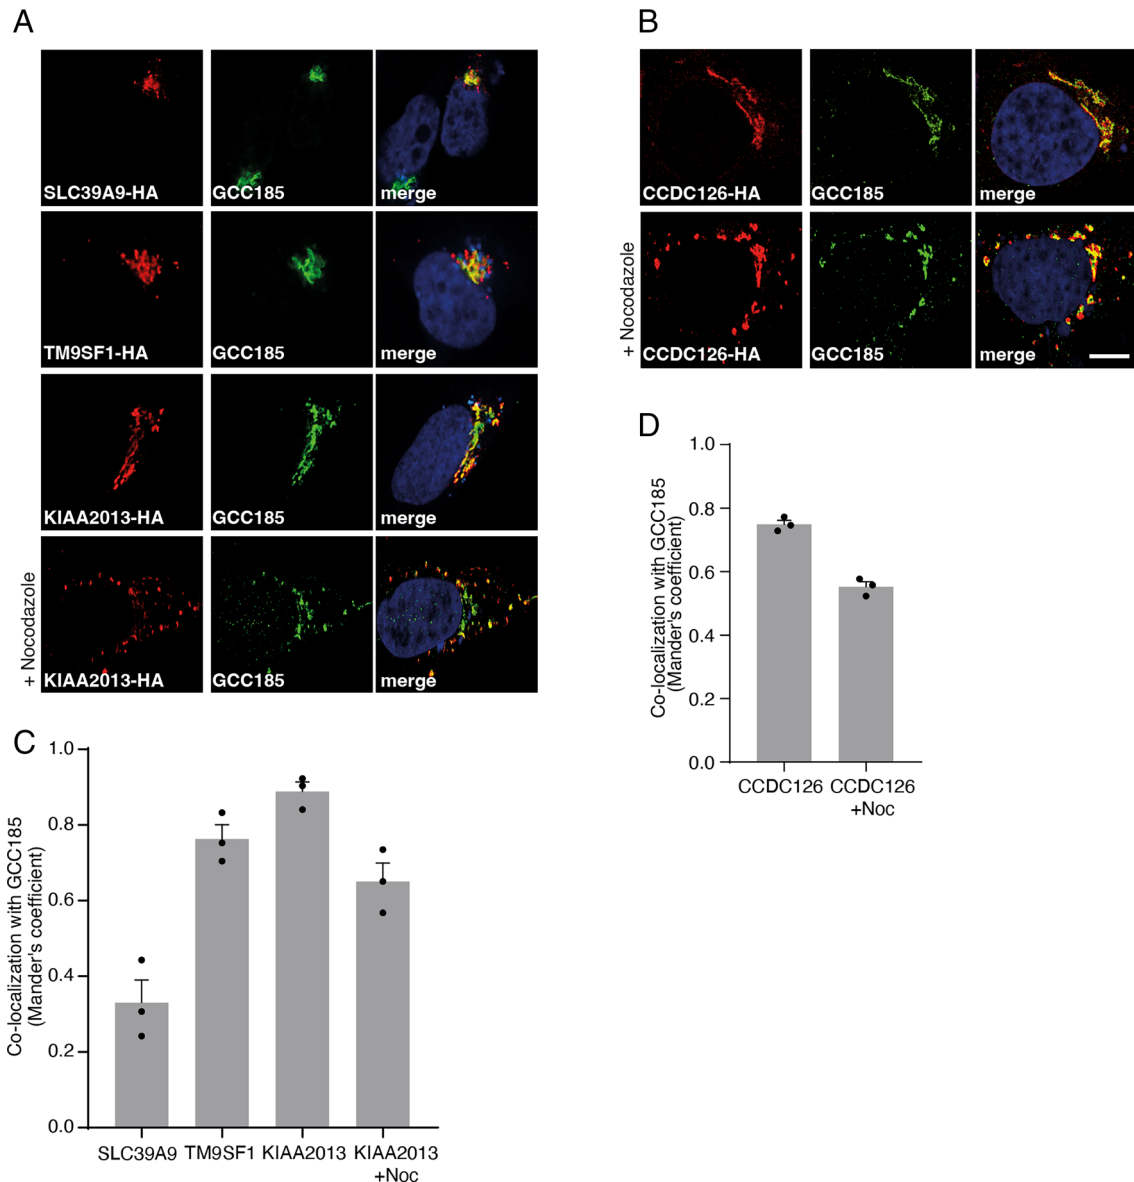 A
SLC39A9-HA GCC185 merge
TM9SF1-HA GCC185 merge
KIAA2013-HA GCC185 merge
+ Nocodazole
KIAA2013-HA GCC185 merge
B
CCDC126-HA GCC185 merge
+ Nocodazole
CCDC126-HA GCC185 merge
C
Co-localization with GCC185
(Mander's coefficient)
1.0
0.8
0.6
0.4
0.2
0.0
SLC39A9 TM9SF1 KIAA2013 KIAA2013
+Noc
D
Co-localization with GCC185
(Mander's coefficient)
1.0
0.8
0.6
0.4
0.2
0.0
CCDC126 CCDC126
+Noc